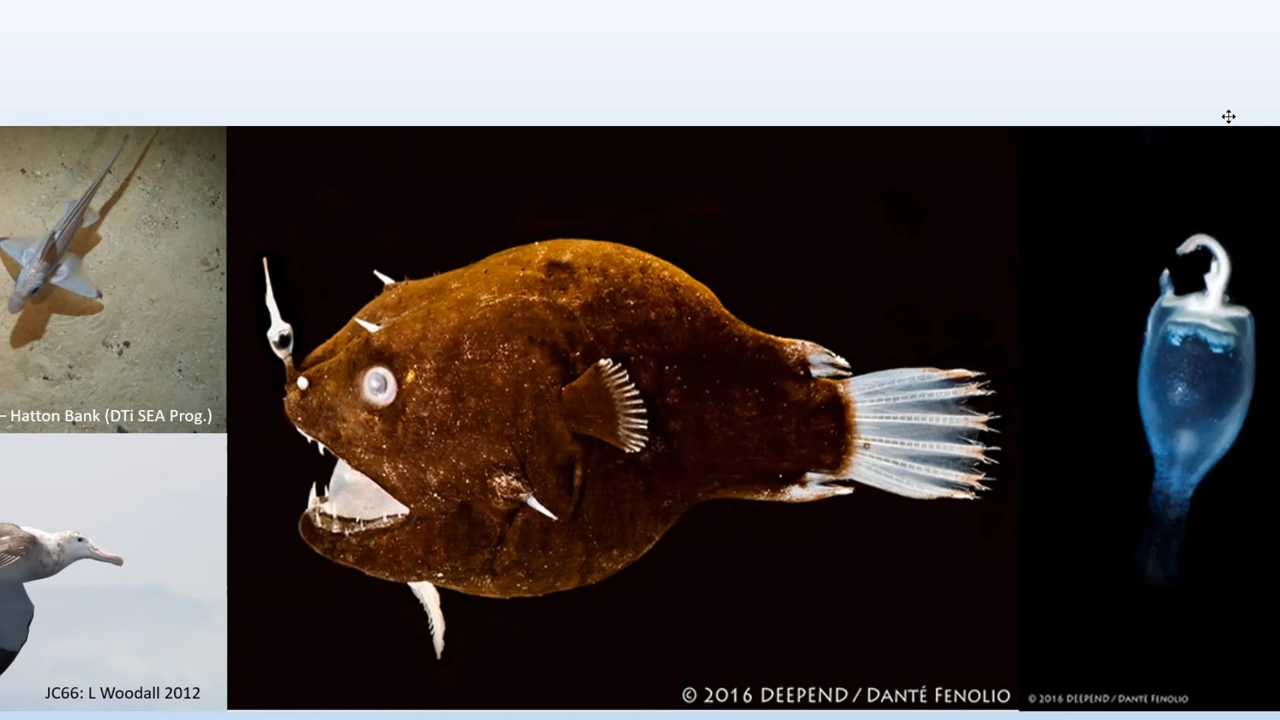 – Hatton Bank (DTi SEA Prog.)
JC66: L Woodall 2012
© 2016 DEEPEND / DANTÉ FENOLIO
© 2016 DEEPEND / DANTÉ FENOLIO